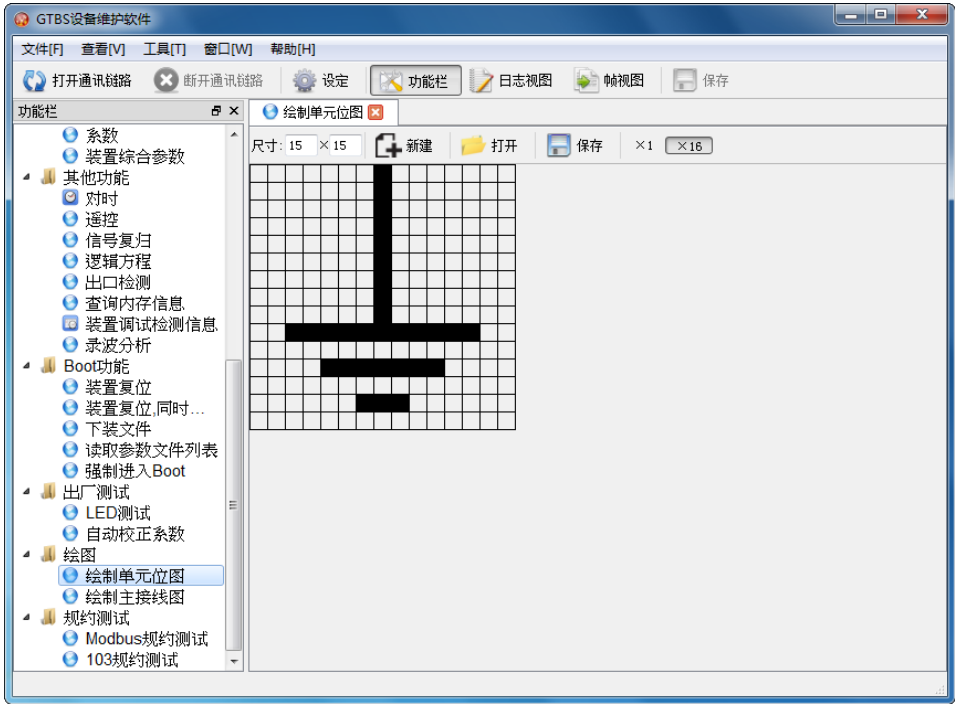 GTBS设备维护软件
文件[F] 查看[V] 工具[T] 窗口[W] 帮助[H]
打开通讯链路 断开通讯链路 设定 功能栏 日志视图 帧视图 保存
功能栏
绘制单元位图
尺寸: 15 ×15 新建 打开 保存 ×1 ×16
系数
装置综合参数
其他功能
对时
遥控
信号复归
逻辑方程
出口检测
查询内存信息
装置调试检测信息
录波分析
Boot功能
装置复位
装置复位,同时...
下装文件
读取参数文件列表
强制进入Boot
出厂测试
LED测试
自动校正系数
绘图
绘制单元位图
绘制主接线图
规约测试
Modbus规约测试
103规约测试